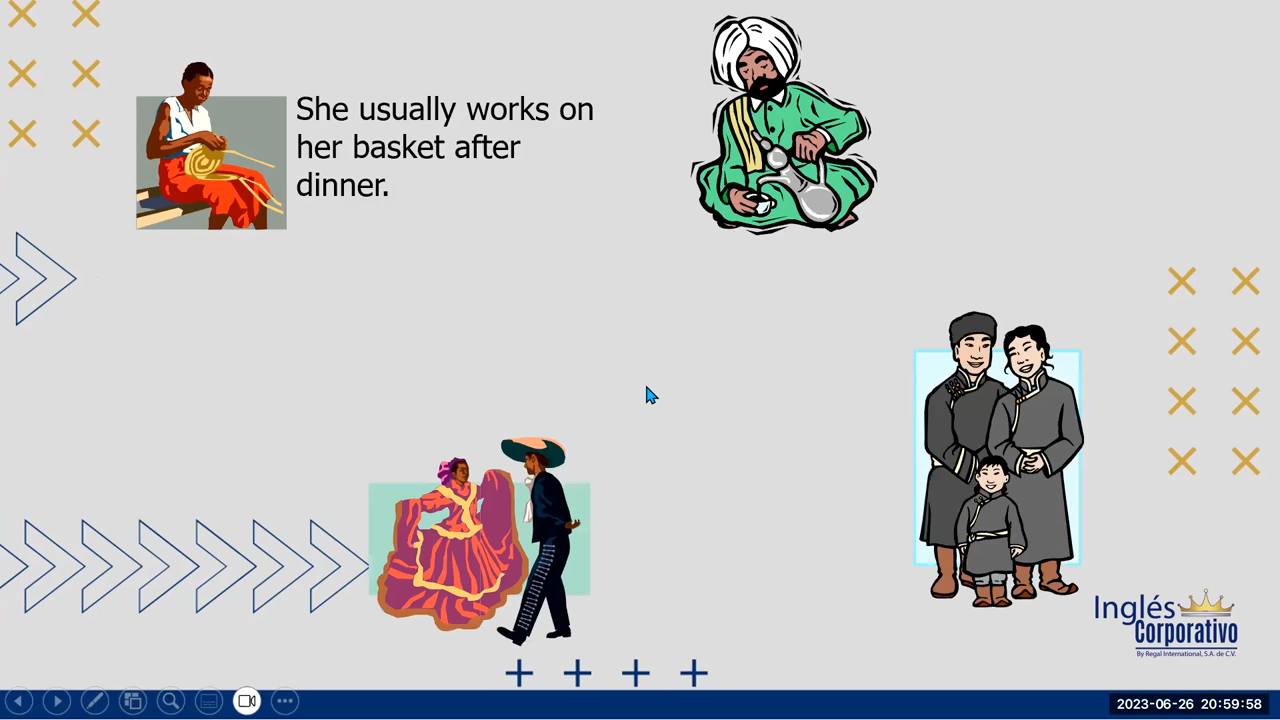 She usually works on
her basket after
dinner.
Inglés
Corporativo
By Regal International, S.A. de C.V.
2023-06-26 20:59:58